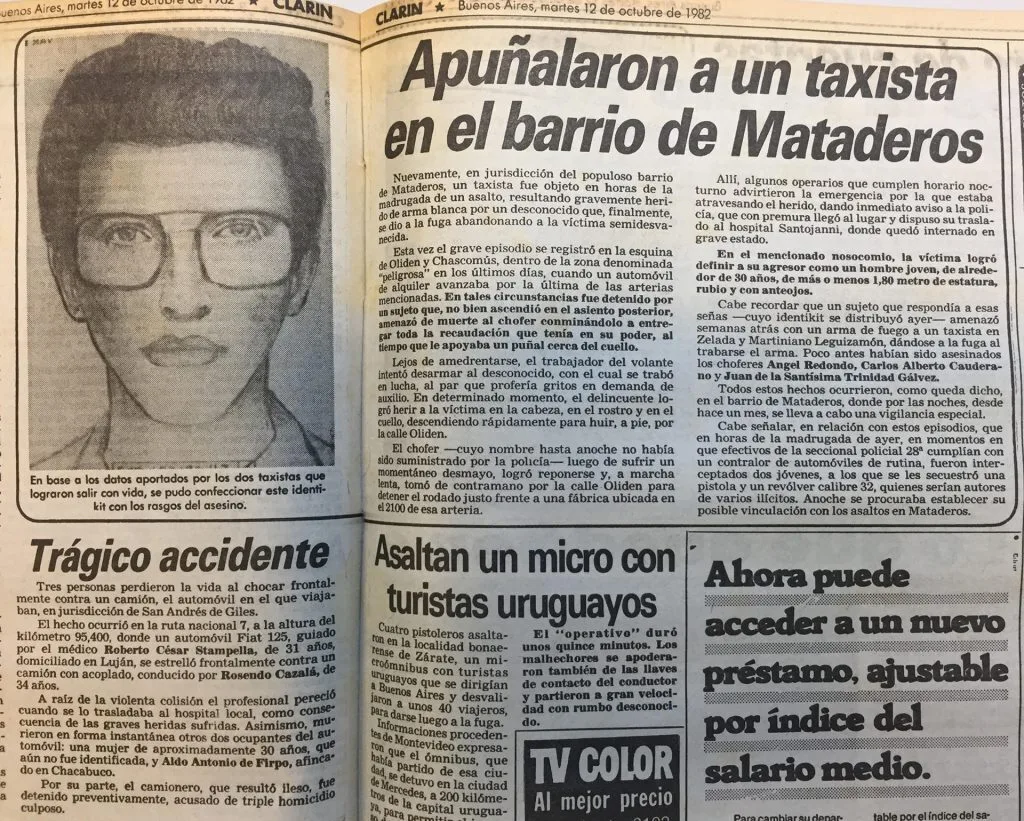 Buenos Aires, martes 12 de octubre de 1982 ★ CLARIN
En base a los datos aportados por los dos taxistas que
lograron salir con vida, se pudo confeccionar este identi-
kit con los rasgos del asesino.
Trágico accidente
Tres personas perdieron la vida al chocar frontal-
mente contra un camión, el automóvil en el que viaja-
ban, en jurisdicción de San Andrés de Giles.
El hecho ocurrió en la ruta nacional 7, a la altura del
kilómetro 95,400, donde un automóvil Fiat 125, guiado
por el médico Roberto César Stampella, de 31 años,
domiciliado en Luján, se estrelló frontalmente contra un
camión con acoplado, conducido por Rosendo Cazalá, de
34 años.
A raíz de la violenta colisión el profesional pereció
cuando se lo trasladaba al hospital local, como conse-
cuencia de las graves heridas sufridas. Asimismo, mu-
rieron en forma instantánea otros dos ocupantes del au-
tomóvil: una mujer de aproximadamente 30 años, que
aún no fue identificada, y Aldo Antonio de Firpo, afinca-
do en Chacabuco.
Por su parte, el camionero, que resultó ileso, fue
detenido preventivamente, acusado de triple homicidio
culposo.
CLARIN ★ Buenos Aires, martes 12 de octubre de 1982
Apuñalaron a un taxista
en el barrio de Mataderos
Nuevamente, en jurisdicción del populoso barrio
de Mataderos, un taxista fue objeto en horas de la
madrugada de un asalto, resultando gravemente heri-
do de arma blanca por un desconocido que, finalmente,
se dio a la fuga abandonando a la víctima semidesva-
necida.
Esta vez el grave episodio se registró en la esquina
de Oliden y Chascomús, dentro de la zona denominada
"peligrosa" en los últimos días, cuando un automóvil
de alquiler avanzaba por la última de las arterias
mencionadas. En tales circunstancias fue detenido por
un sujeto que, no bien ascendió en el asiento posterior,
amenazó de muerte al chofer conminándolo a entre-
gar toda la recaudación que tenía en su poder, al
tiempo que le apoyaba un puñal cerca del cuello.
Lejos de amedrentarse, el trabajador del volante
intentó desarmar al desconocido, con el cual se trabó
en lucha, al par que profería gritos en demanda de
auxilio. En determinado momento, el delincuente lo-
gró herir a la víctima en la cabeza, en el rostro y en el
cuello, descendiendo rápidamente para huir, a pie, por
la calle Oliden.
El chofer —cuyo nombre hasta anoche no había
sido suministrado por la policía— luego de sufrir un
momentáneo desmayo, logró reponerse y, a marcha
lenta, tomó de contramano por la calle Oliden para
detener el rodado justo frente a una fábrica ubicada en
el 2100 de esa arteria.
Allí, algunos operarios que cumplen horario noc-
turno advirtieron la emergencia por la que estaba
atravesando el herido, dando inmediato aviso a la poli-
cía, que con premura llegó al lugar y dispuso su trasla-
do al hospital Santojanni, donde quedó internado en
grave estado.
En el mencionado nosocomio, la víctima logró
definir a su agresor como un hombre joven, de alrede-
dor de 30 años, de más o menos 1,80 metro de estatura,
rubio y con anteojos.
Cabe recordar que un sujeto que respondía a esas
señas —cuyo identikit se distribuyó ayer— amenazó
semanas atrás con un arma de fuego a un taxista en
Zelada y Martiniano Leguizamón, dándose a la fuga al
trabarse el arma. Poco antes habían sido asesinados
los choferes Angel Redondo, Carlos Alberto Caudera-
no y Juan de la Santísima Trinidad Gálvez.
Todos estos hechos ocurrieron, como queda dicho,
en el barrio de Mataderos, donde por las noches, desde
hace un mes, se lleva a cabo una vigilancia especial.
Cabe señalar, en relación con estos episodios, que
en horas de la madrugada de ayer, en momentos en
que efectivos de la seccional policial 28ª cumplían con
un contralor de automóviles de rutina, fueron inter-
ceptados dos jóvenes, a los que se les secuestró una
pistola y un revólver calibre 32, quienes serían autores
de varios ilícitos. Anoche se procuraba establecer su
posible vinculación con los asaltos en Mataderos.
Asaltan un micro con
turistas uruguayos
Cuatro pistoleros asalta-
ron en la localidad bonae-
rense de Zárate, un mi-
croómnibus con turistas
uruguayos que se dirigían
a Buenos Aires y desvali-
jaron a unos 40 viajeros,
para darse luego a la fuga.
Informaciones proceden-
tes de Montevideo expresa-
ron que el ómnibus, que
había partido de esa ciu-
dad, se detuvo en la ciudad
de Mercedes, a 200 kilóme-
tros de la capital urugua-
ya, para permitir
El "operativo" duró
unos quince minutos. Los
malhechores se apodera-
ron también de las llaves
de contacto del conductor
y partieron a gran veloci-
dad con rumbo desconoci-
do.
TV COLOR
Al mejor precio
Ahora puede
acceder a un nuevo
préstamo, ajustable
por índice del
salario medio.
Para cambiar su depar-
table por el índice del sa-